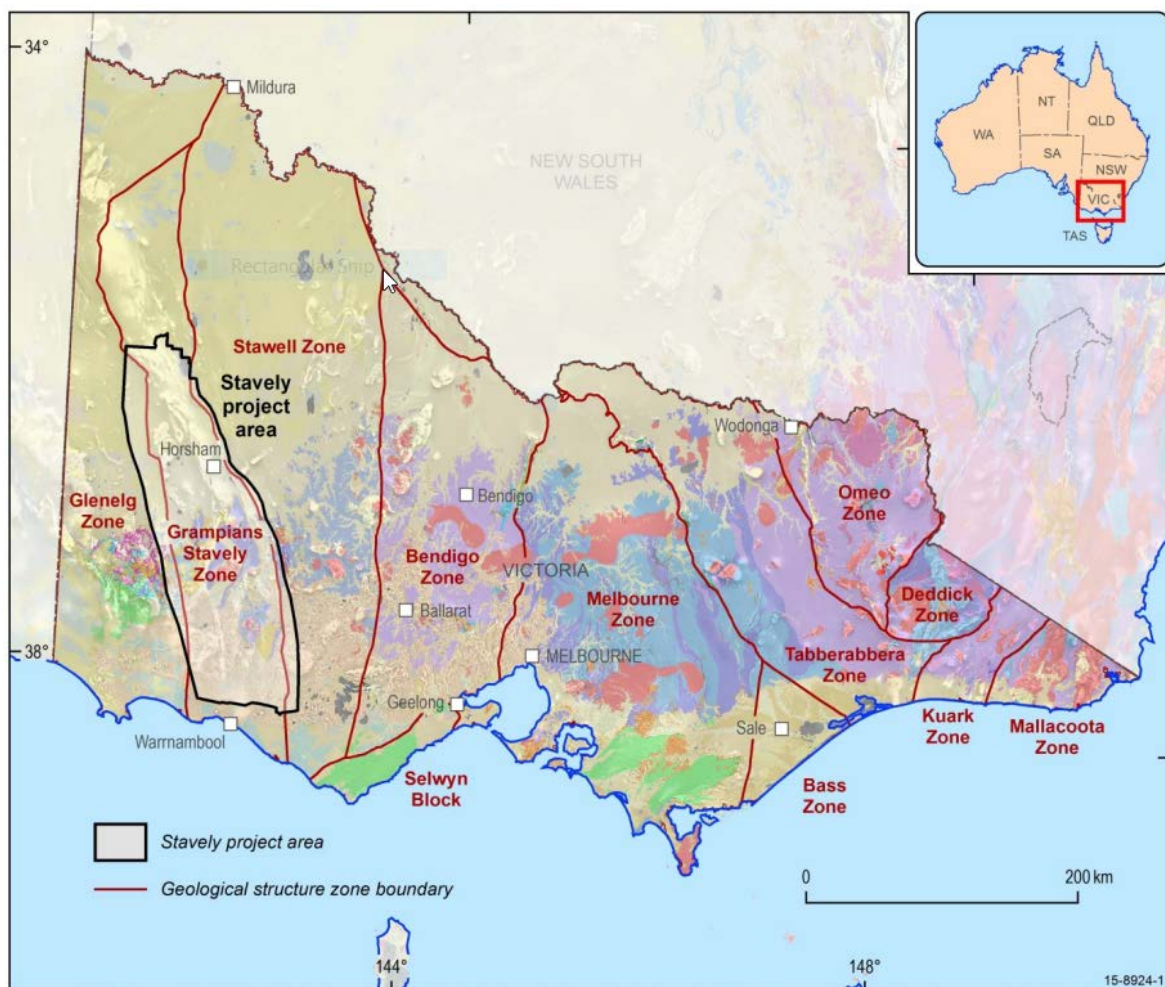 34°
Mildura
NEW SOUTH
WALES
WA
NT
QLD
SA
NSW
VIC
TAS
Rectangular Snip
Stawell Zone
Stavely
project
area
Horsham
Wodonga
Glenelg
Zone
Grampians
Stavely
Zone
Bendigo
Omeo
Zone
Bendigo
Zone
VICTORIA
Ballarat
Melbourne
Zone
Deddick
Zone
38°
MELBOURNE
Tabberabbera
Zone
Geelong
Warrnambool
Sale
Kuark
Zone
Mallacoota
Zone
Selwyn
Block
Bass
Zone
Stavely project area
Geological structure zone boundary
0
200 km
144°
148°
15-8924-1